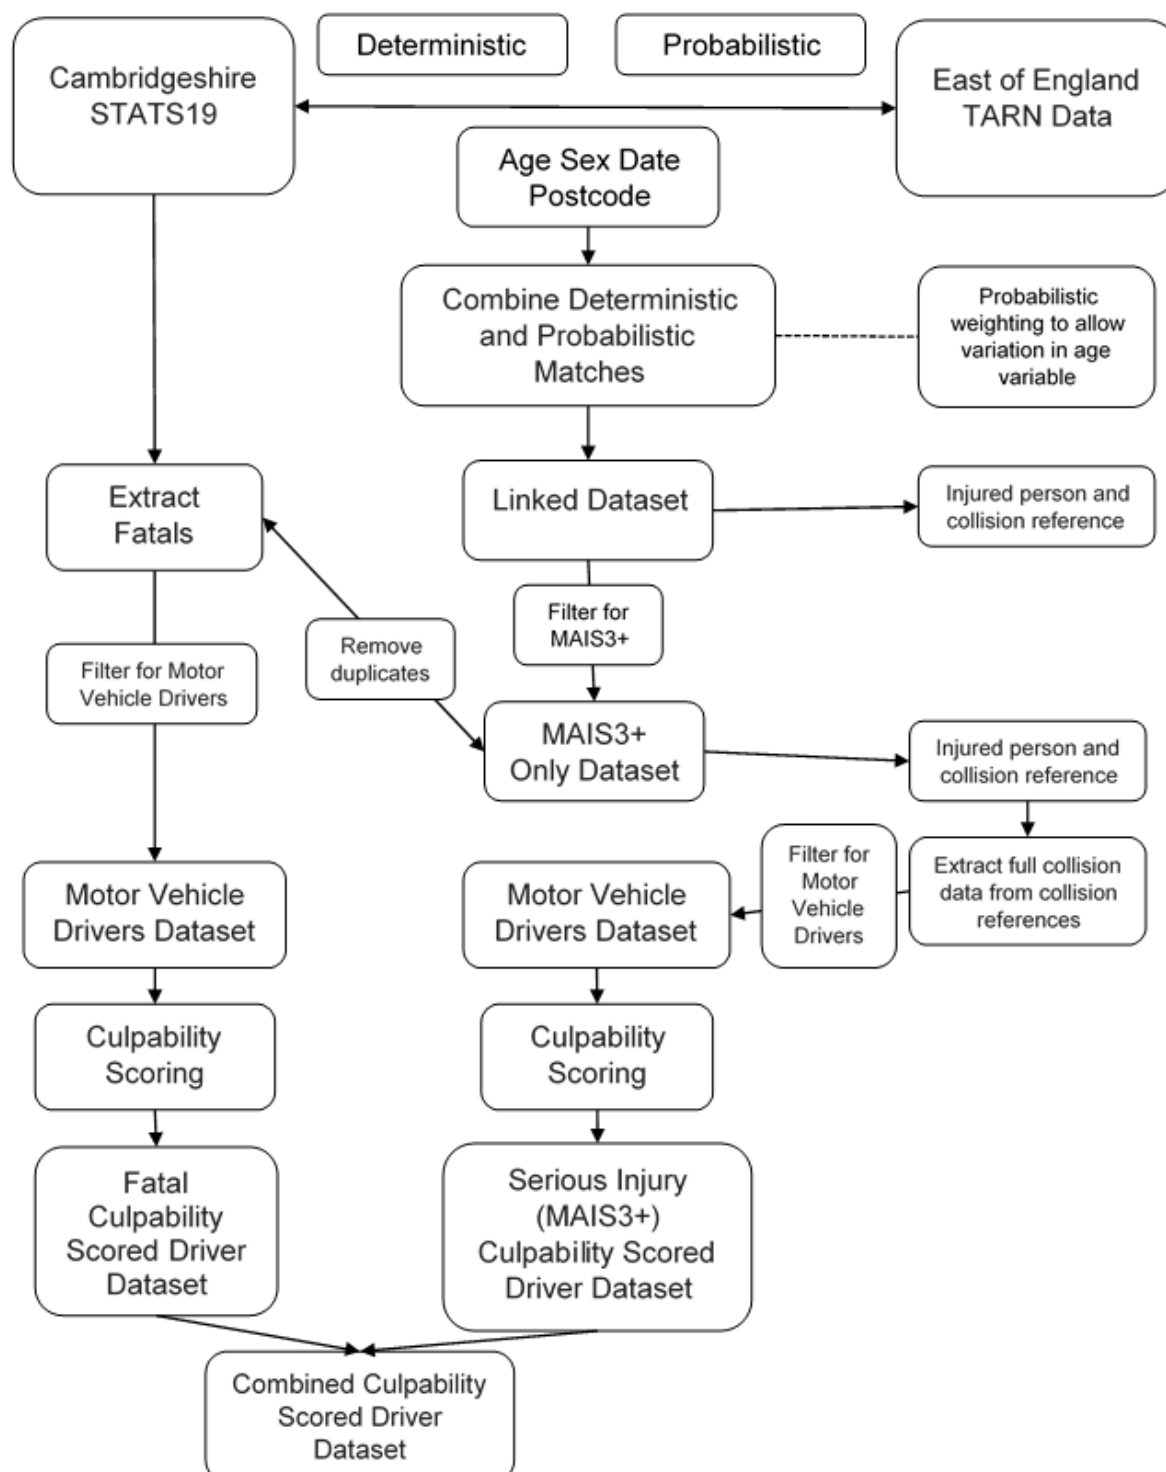 Cambridgeshire
STATS19
Deterministic
Probabilistic
East of England
TARN Data
Age Sex Date
Postcode
Combine Deterministic
and Probabilistic
Matches
Probabilistic
weighting to allow
variation in age
variable
Extract
Fatals
Linked Dataset
Injured person and
collision reference
Filter for
MAIS3+
Remove
duplicates
Filter for Motor
Vehicle Drivers
MAIS3+
Only Dataset
Injured person and
collision reference
Motor Vehicle
Drivers Dataset
Motor Vehicle
Drivers Dataset
Filter for
Motor
Vehicle
Drivers
Extract full collision
data from collision
references
Culpability
Scoring
Culpability
Scoring
Fatal
Culpability
Scored Driver
Dataset
Serious Injury
(MAIS3+)
Culpability Scored
Driver Dataset
Combined Culpability
Scored Driver
Dataset